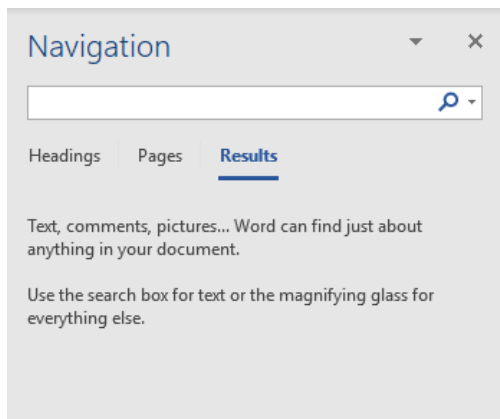 Navigation
Headings Pages Results
Text, comments, pictures... Word can find just about
anything in your document.
Use the search box for text or the magnifying glass for
everything else.